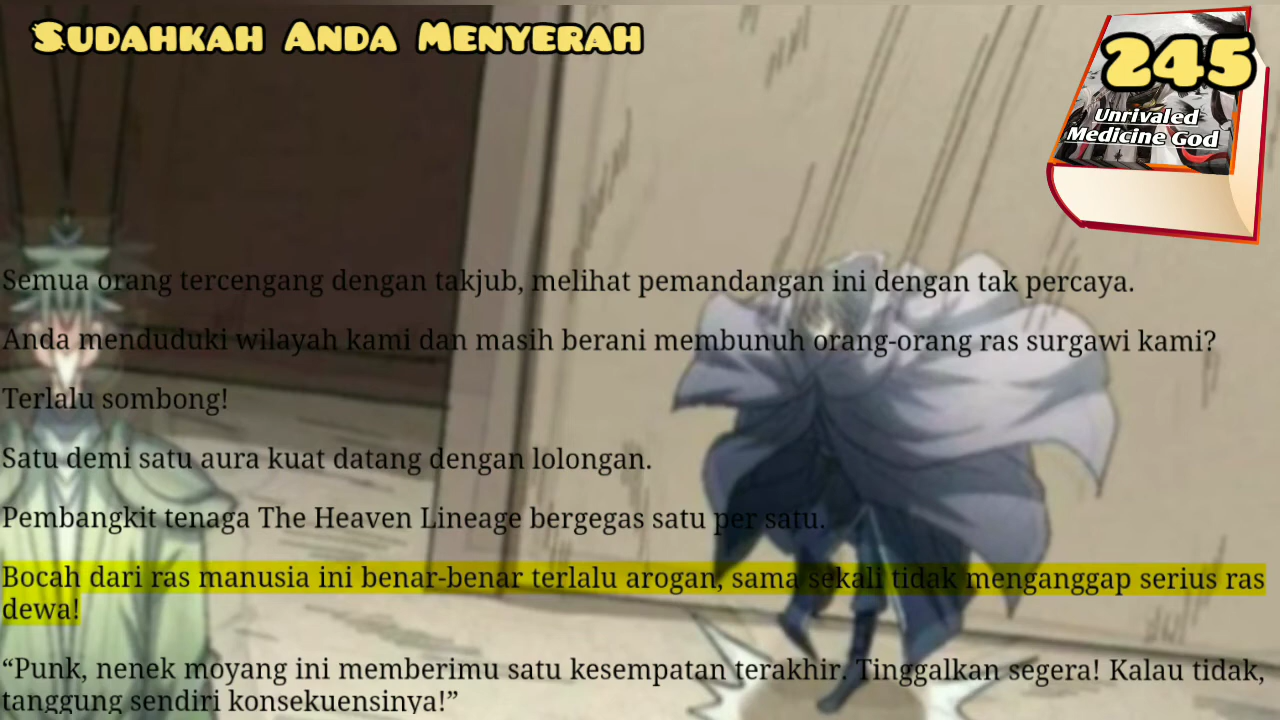 Sudahkah Anda Menyerah
245
Unrivaled
Medicine God
Semua orang tercengang dengan takjub, melihat pemandangan ini dengan tak percaya.
Anda menduduki wilayah kami dan masih berani membunuh orang-orang ras surgawi kami?
Terlalu sombong!
Satu demi satu aura kuat datang dengan lolongan.
Pembangkit tenaga The Heaven Lineage bergegas satu per satu.
Bocah dari ras manusia ini benar-benar terlalu arogan, sama sekali tidak menganggap serius ras
dewa!
“Punk, nenek moyang ini memberimu satu kesempatan terakhir. Tinggalkan segera! Kalau tidak,
tanggung sendiri konsekuensinya!”